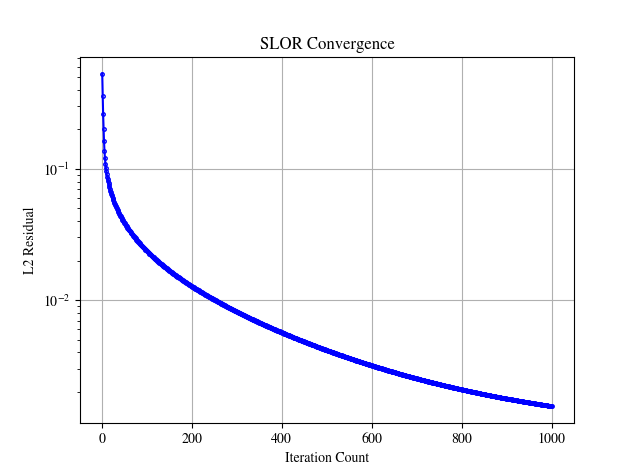 SLOR Convergence
L2 Residual
10⁻¹
10⁻²
0 200 400 600 800 1000
Iteration Count